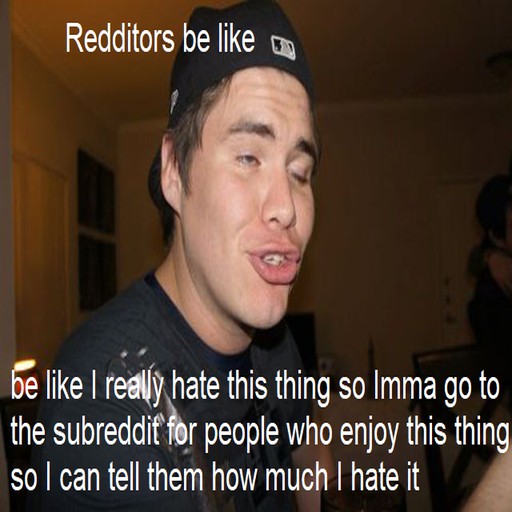 Redditors be like
be like I really hate this thing so Imma go to
the subreddit for people who enjoy this thing
so I can tell them how much I hate it